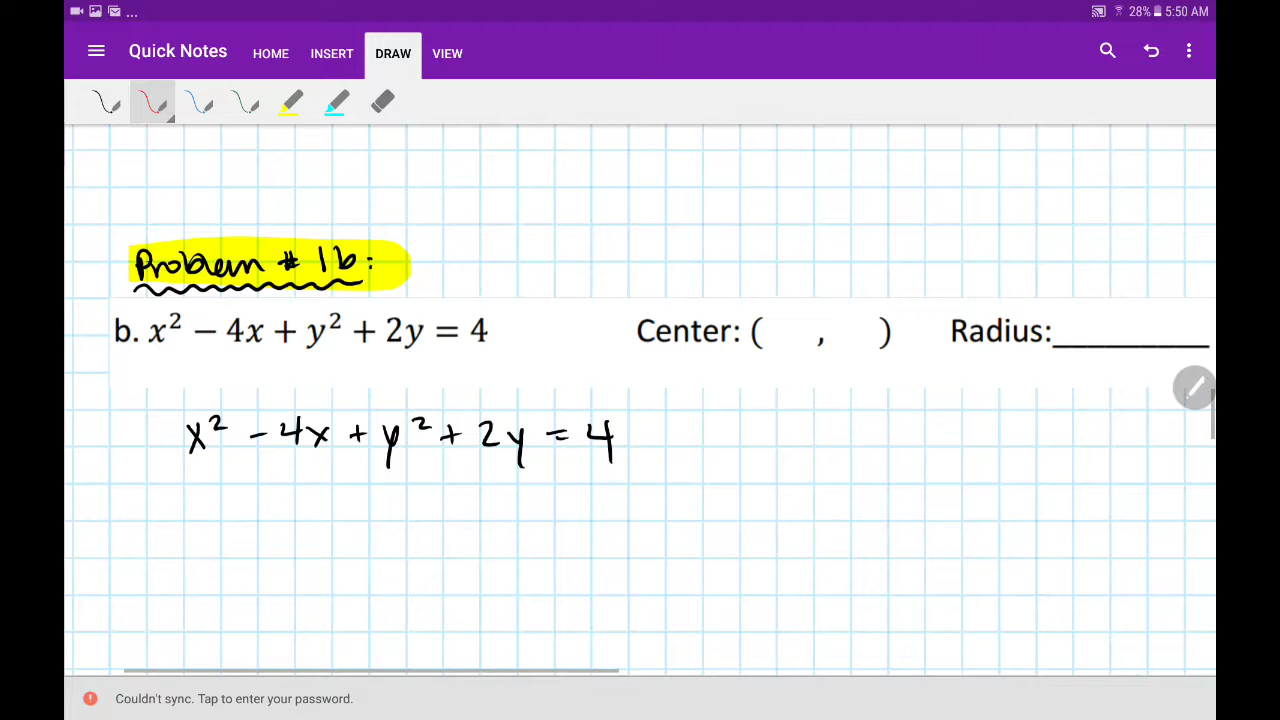 ... 28% 5:50 AM
Quick Notes HOME INSERT DRAW VIEW
Problem # 1b:
b. x² − 4x + y² + 2y = 4 Center: ( , ) Radius:_________
x² - 4x + y² + 2y = 4
Couldn't sync. Tap to enter your password.